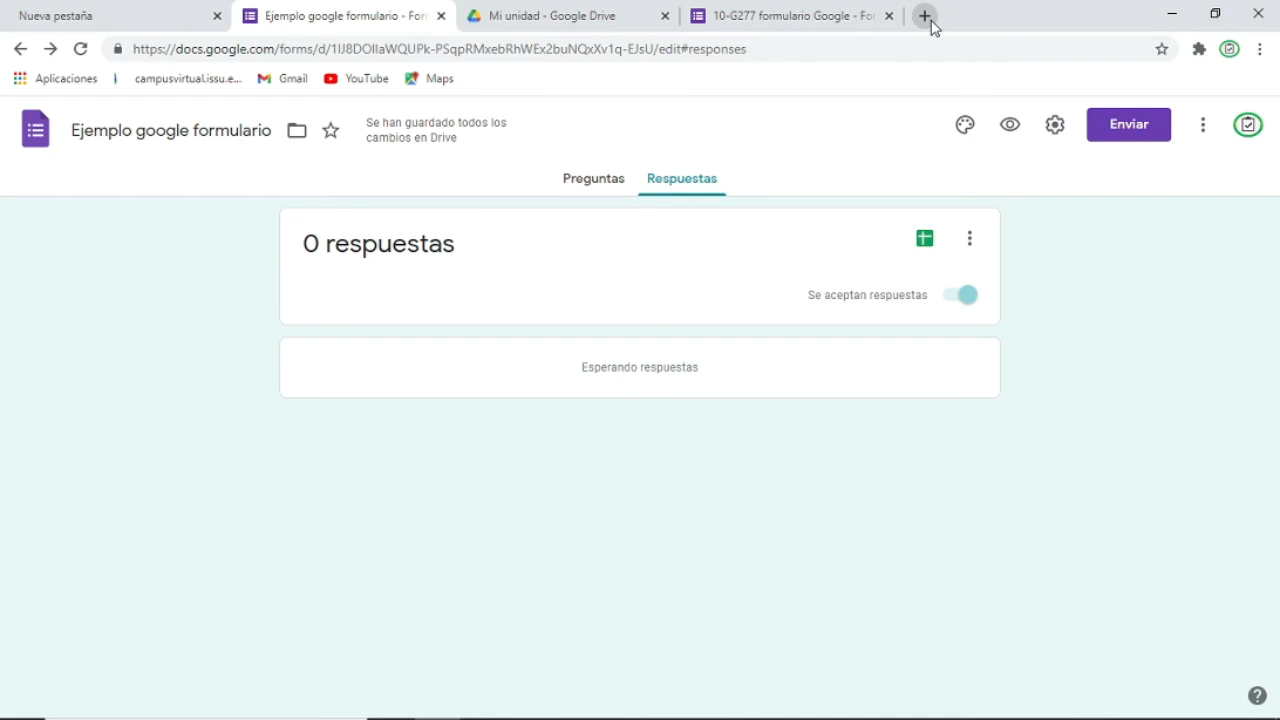 Nueva pestaña
Ejemplo google formulario - For
Mi unidad - Google Drive
10-G277 formulario Google - For
https://docs.google.com/forms/d/1IJ8DOIIaWQUPk-PSqpRMxebRhWEx2buNQxXv1q-EJsU/edit#responses
Aplicaciones
campusvirtual.issu.e...
Gmail
YouTube
Maps
Ejemplo google formulario
Se han guardado todos los
cambios en Drive
Enviar
Preguntas
Respuestas
0 respuestas
Se aceptan respuestas
Esperando respuestas